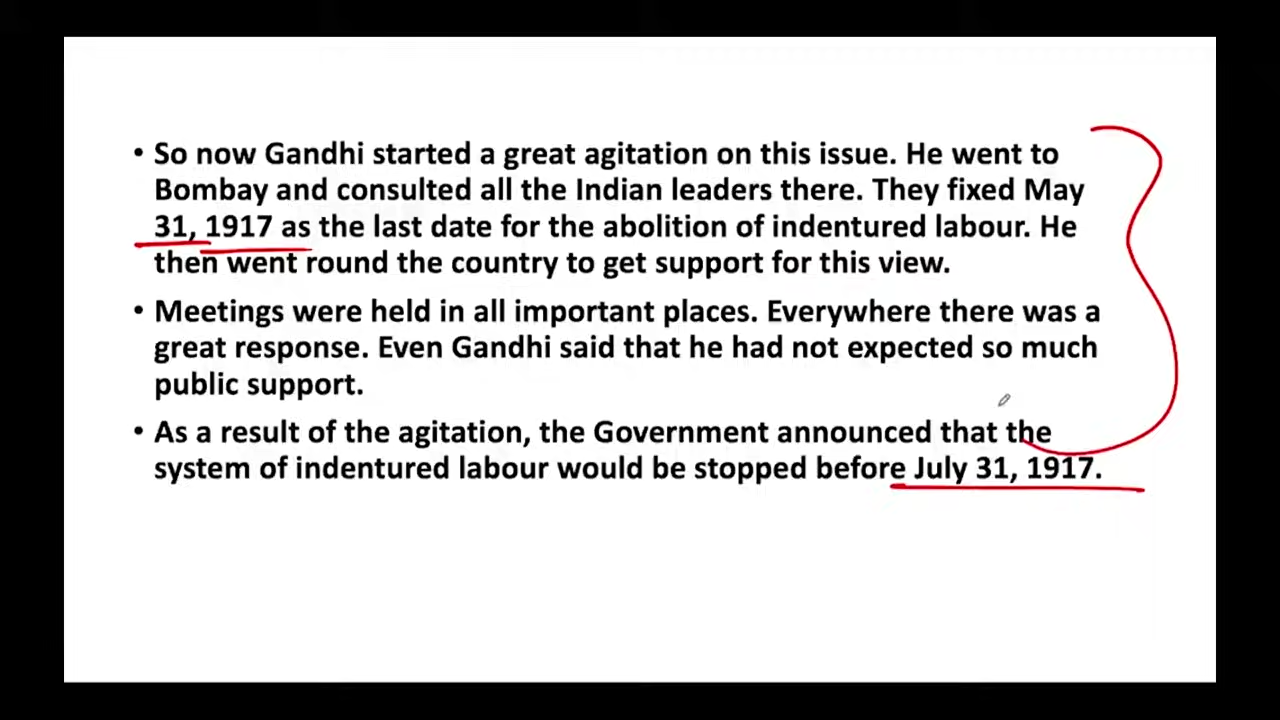 • So now Gandhi started a great agitation on this issue. He went to
Bombay and consulted all the Indian leaders there. They fixed May
31, 1917 as the last date for the abolition of indentured labour. He
then went round the country to get support for this view.
• Meetings were held in all important places. Everywhere there was a
great response. Even Gandhi said that he had not expected so much
public support.
• As a result of the agitation, the Government announced that the
system of indentured labour would be stopped before July 31, 1917.